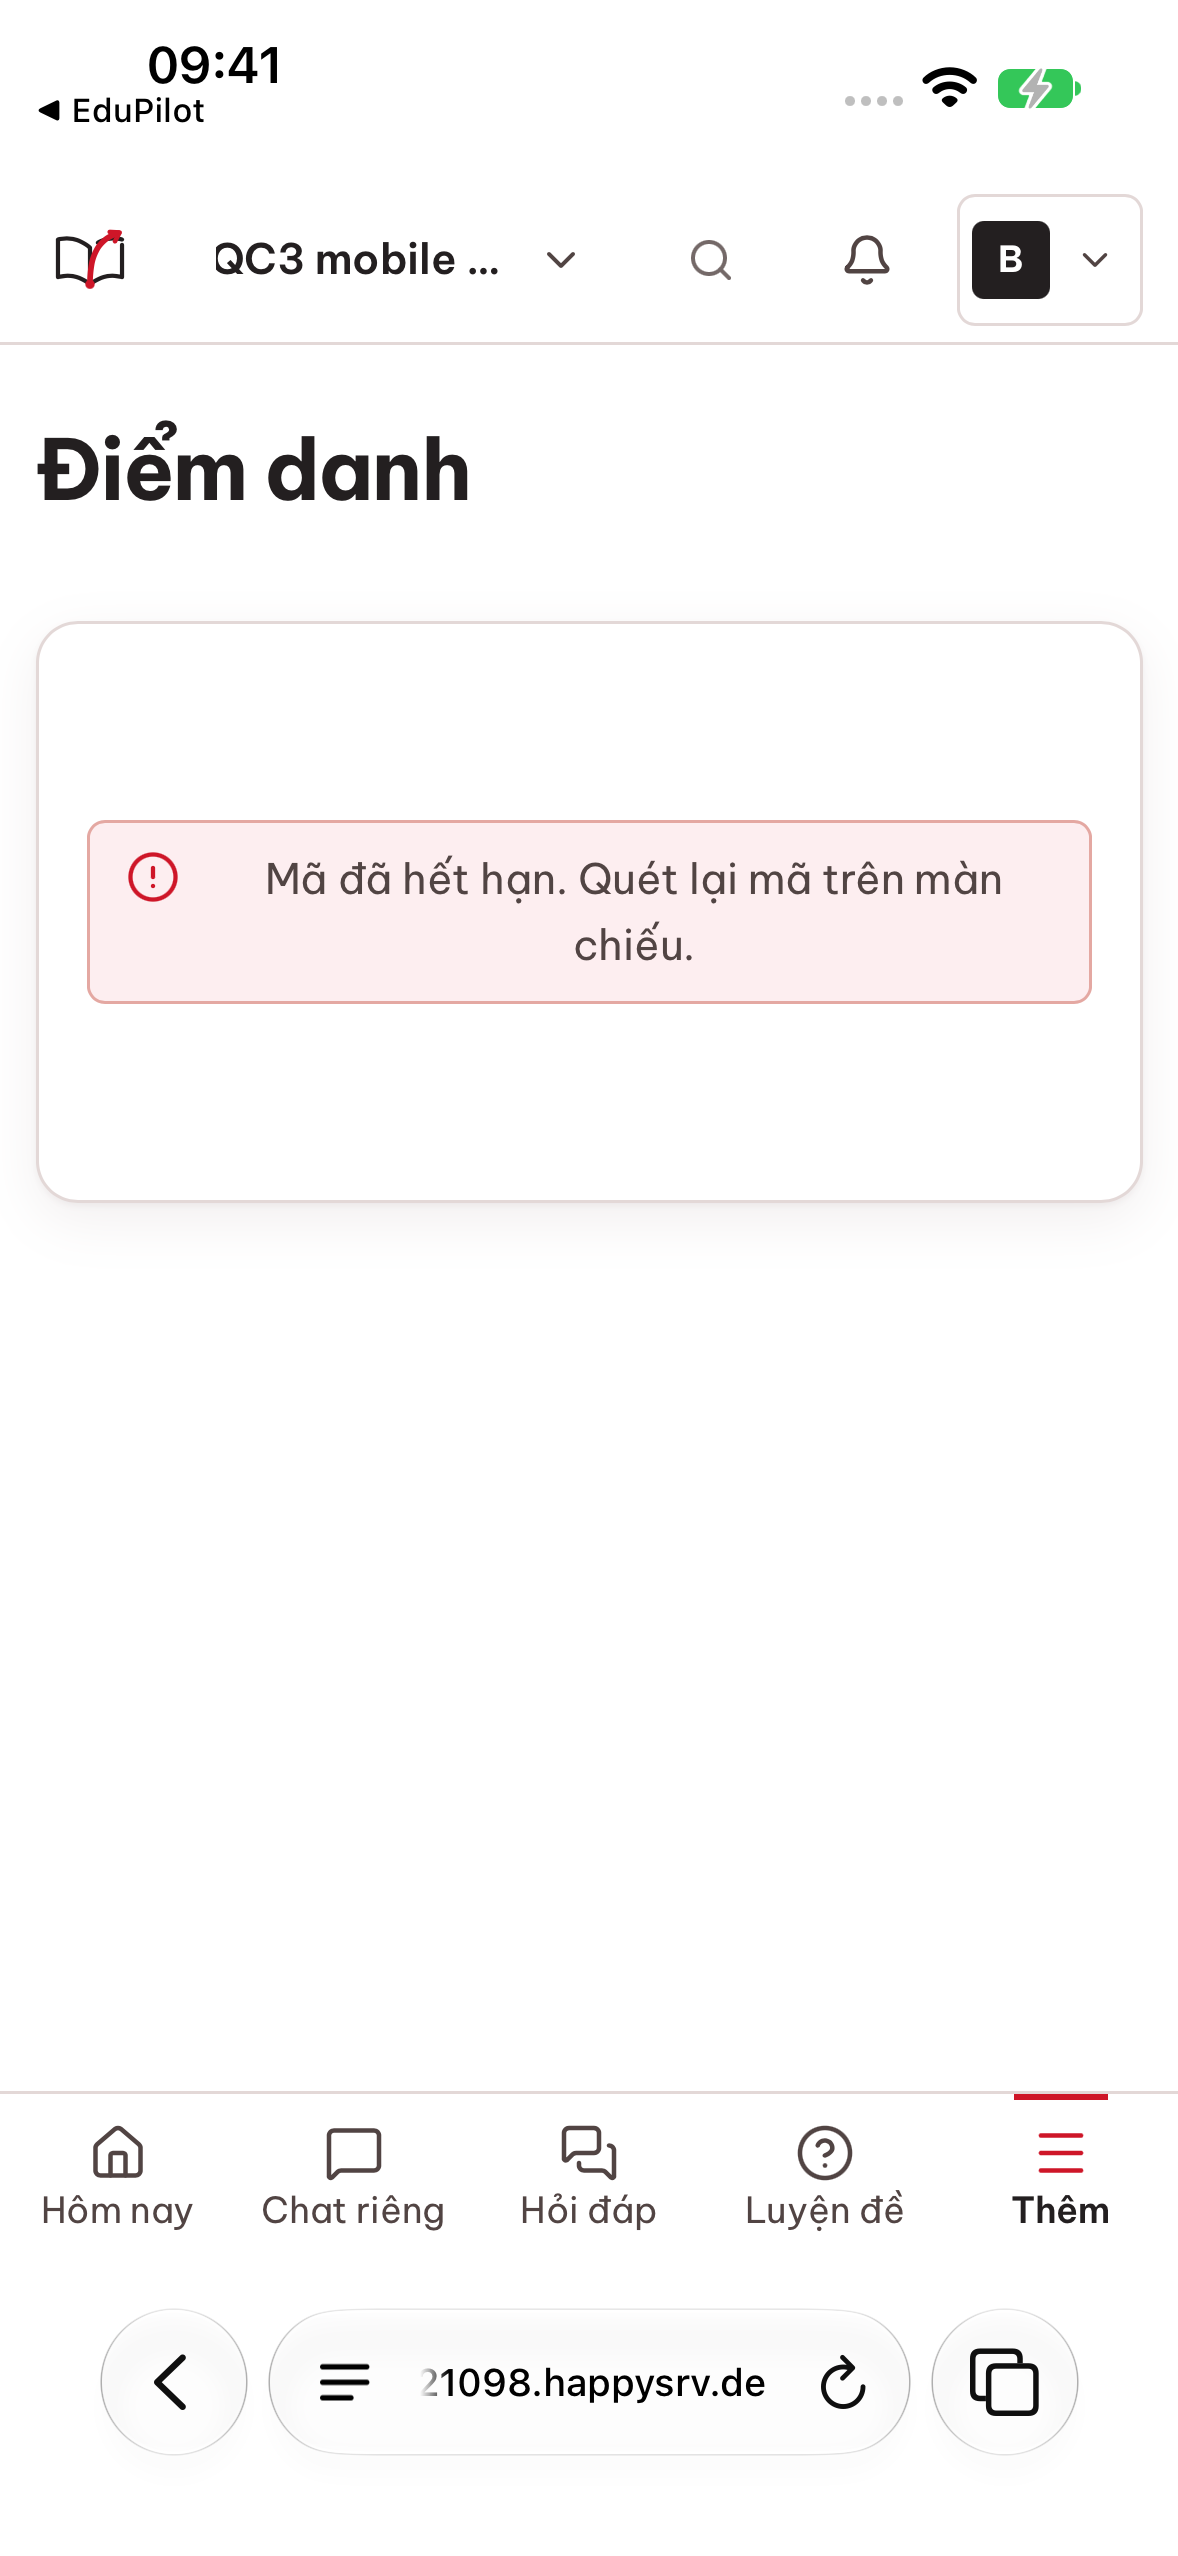 09:41
EduPilot
QC3 mobile ...
B
Điểm danh
Mã đã hết hạn. Quét lại mã trên màn
chiếu.
Hôm nay
Chat riêng
Hỏi đáp
Luyện đề
Thêm
21098.happysrv.de